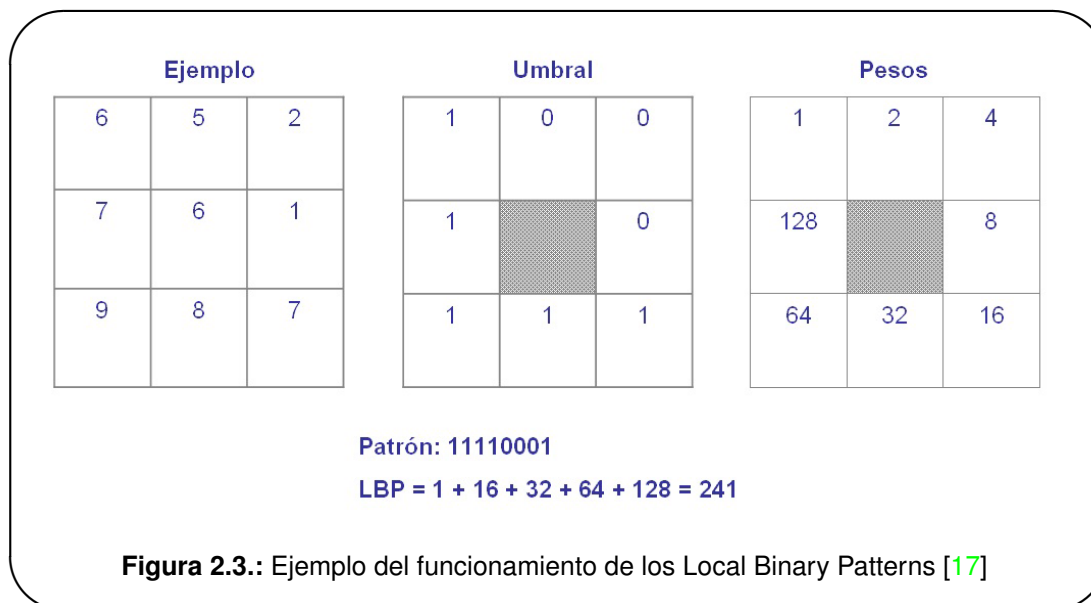 Ejemplo Umbral Pesos
6 5 2 1 0 0 1 2 4
7 6 1 1 0 128 8
9 8 7 1 1 1 64 32 16
Patrón: 11110001
LBP = 1 + 16 + 32 + 64 + 128 = 241
Figura 2.3.: Ejemplo del funcionamiento de los Local Binary Patterns [17]